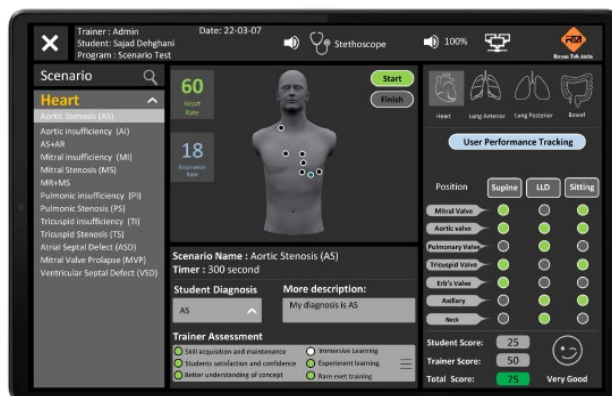 Trainer : Admin
Date: 22-03-07
Student: Sajad Dehghani
Program : Scenario Test
Stethoscope
100%
RTA
Rayan Teb Arsha
Scenario
Heart
Aortic Stenosis (AS)
Aortic insufficiency (AI)
AS+AR
Mitral insufficiency (MI)
Mitral Stenosis (MS)
MR+MS
Pulmonic insufficiency (PI)
Pulmonic Stenosis (PS)
Tricuspid insufficiency (TI)
Tricuspid Stenosis (TS)
Atrial Septal Defect (ASD)
Mitral Valve Prolapse (MVP)
Ventricular Septal Defect (VSD)
60
Heart
Rate
18
Respiration
Rate
Start
Finish
Scenario Name : Aortic Stenosis (AS)
Timer : 300 second
Student Diagnosis
More description:
AS
My diagnosis is AS
Trainer Assessment
Skill acquisition and maintenance
Immersive Learning
Students satisfaction and confidence
Experiment learning
Better understanding of concept
Rare evet training
Heart
Lang Anterior
Lang Posterior
Bowel
User Performance Tracking
Position
Supine
LLD
Sitting
Mitral Valve
Aortic valve
Pulmonary Valve
Tricuspid Valve
Erb's Valve
Axillary
Neck
Student Score:
25
Trainer Score:
50
Total Score:
75
Very Good